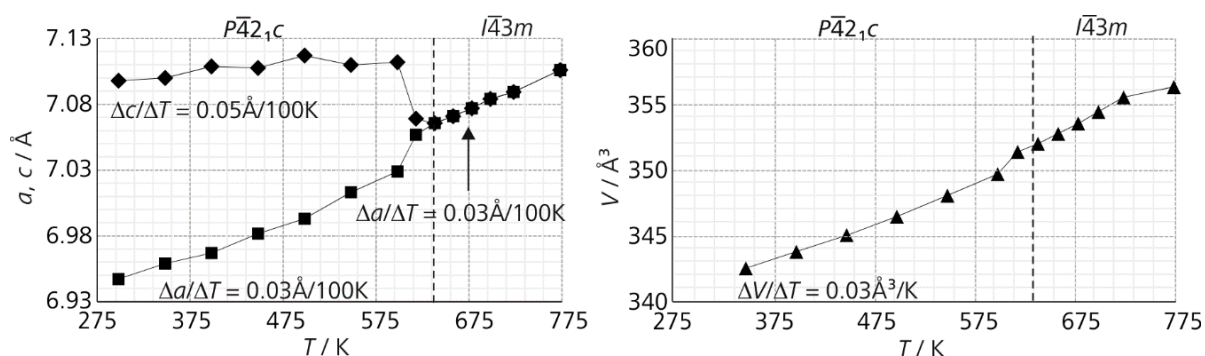 P4̅2₁c
I4̅3m
7.13
7.08
7.03
6.98
6.93
a, c / Å
Δc/ΔT = 0.05Å/100K
Δa/ΔT = 0.03Å/100K
Δa/ΔT = 0.03Å/100K
275
375
475
575
675
775
T / K
P4̅2₁c
I4̅3m
360
355
350
345
340
V / Å³
ΔV/ΔT = 0.03Å³/K
275
375
475
575
675
775
T / K